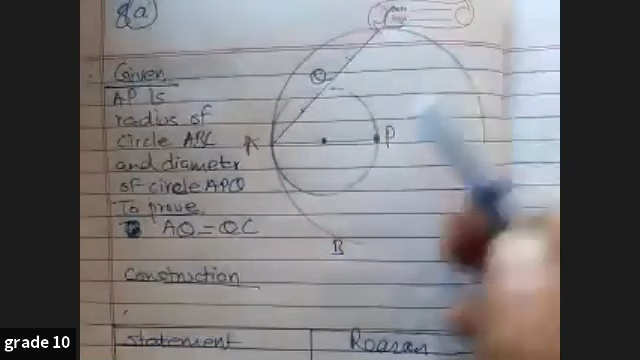 8(a)
Given
AP is
radius of
circle ABC
and diameter
of circle APQ
To prove
AQ = QC
Construction
Statement
Reason
A
Q
P
B
grade 10